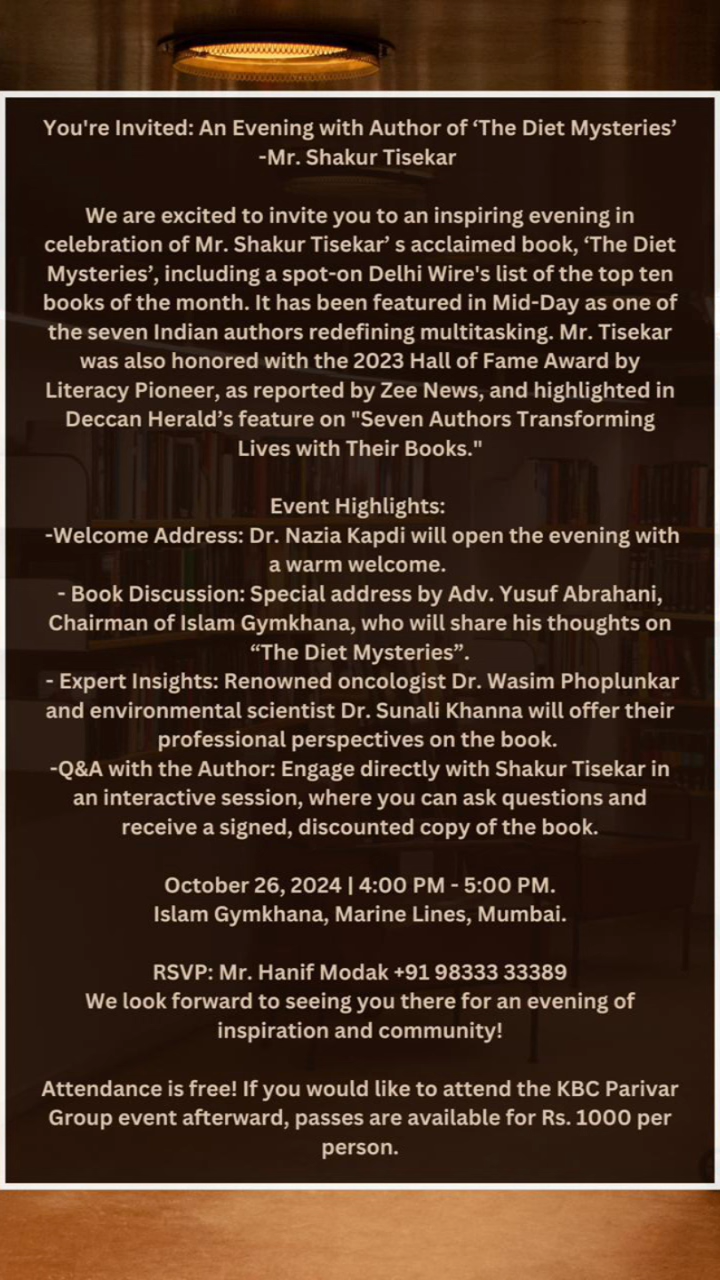 You're Invited: An Evening with Author of ‘The Diet Mysteries’
-Mr. Shakur Tisekar
We are excited to invite you to an inspiring evening in
celebration of Mr. Shakur Tisekar’ s acclaimed book, ‘The Diet
Mysteries’, including a spot-on Delhi Wire's list of the top ten
books of the month. It has been featured in Mid-Day as one of
the seven Indian authors redefining multitasking. Mr. Tisekar
was also honored with the 2023 Hall of Fame Award by
Literacy Pioneer, as reported by Zee News, and highlighted in
Deccan Herald’s feature on "Seven Authors Transforming
Lives with Their Books."
Event Highlights:
-Welcome Address: Dr. Nazia Kapdi will open the evening with
a warm welcome.
- Book Discussion: Special address by Adv. Yusuf Abrahani,
Chairman of Islam Gymkhana, who will share his thoughts on
“The Diet Mysteries”.
- Expert Insights: Renowned oncologist Dr. Wasim Phoplunkar
and environmental scientist Dr. Sunali Khanna will offer their
professional perspectives on the book.
-Q&A with the Author: Engage directly with Shakur Tisekar in
an interactive session, where you can ask questions and
receive a signed, discounted copy of the book.
October 26, 2024 | 4:00 PM - 5:00 PM.
Islam Gymkhana, Marine Lines, Mumbai.
RSVP: Mr. Hanif Modak +91 98333 33389
We look forward to seeing you there for an evening of
inspiration and community!
Attendance is free! If you would like to attend the KBC Parivar
Group event afterward, passes are available for Rs. 1000 per
person.